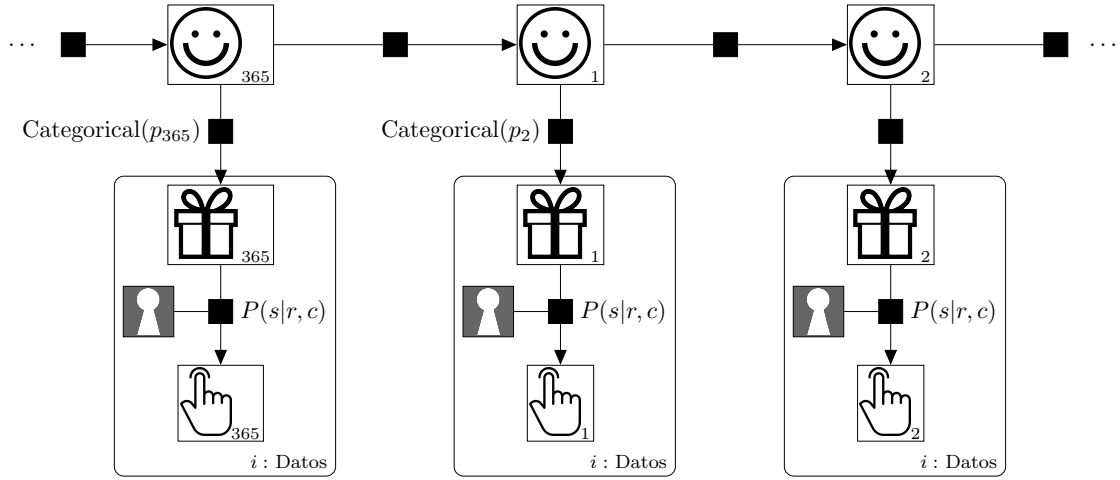 ··· 365 1 2 ···
Categorical(p₃₆₅) Categorical(p₂)
365 1 2
P(s|r, c) P(s|r, c) P(s|r, c)
365 1 2
i : Datos i : Datos i : Datos